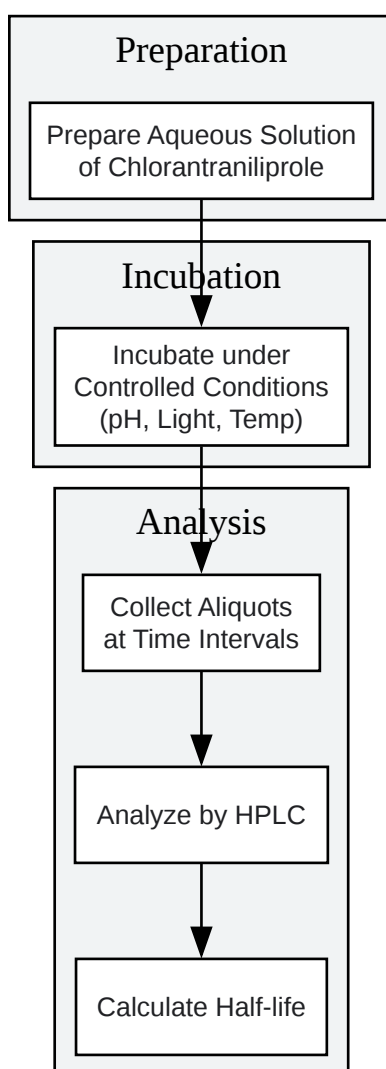 Preparation
Prepare Aqueous Solution
of Chlorantraniliprole
Incubation
Incubate under
Controlled Conditions
(pH, Light, Temp)
Analysis
Collect Aliquots
at Time Intervals
Analyze by HPLC
Calculate Half-life